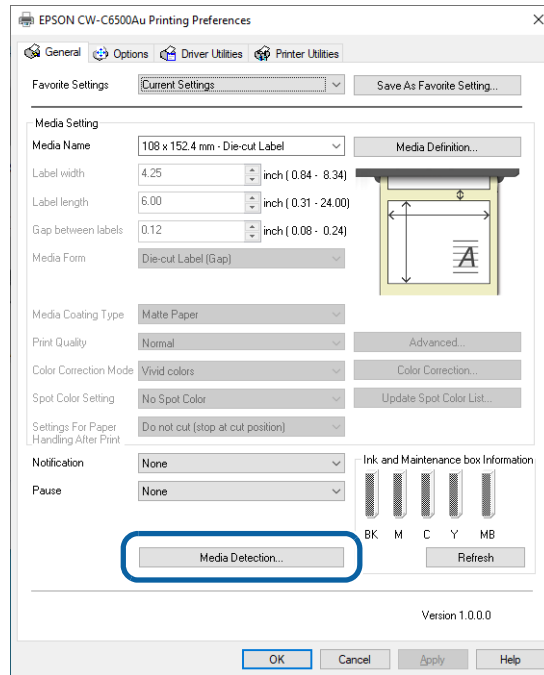 EPSON CW-C6500Au Printing Preferences
General Options Driver Utilities Printer Utilities
Favorite Settings Current Settings Save As Favorite Setting...
Media Setting
Media Name 108 x 152.4 mm - Die-cut Label Media Definition...
Label width 4.25 inch ( 0.84 - 8.34)
Label length 6.00 inch ( 0.31 - 24.00)
Gap between labels 0.12 inch ( 0.08 - 0.24)
Media Form Die-cut Label (Gap)
A
Media Coating Type Matte Paper
Print Quality Normal Advanced...
Color Correction Mode Vivid colors Color Correction...
Spot Color Setting No Spot Color Update Spot Color List...
Settings For Paper Do not cut (stop at cut position)
Handling After Print
Notification None Ink and Maintenance box Information
Pause None
BK M C Y MB
Media Detection... Refresh
Version 1.0.0.0
OK Cancel Apply Help